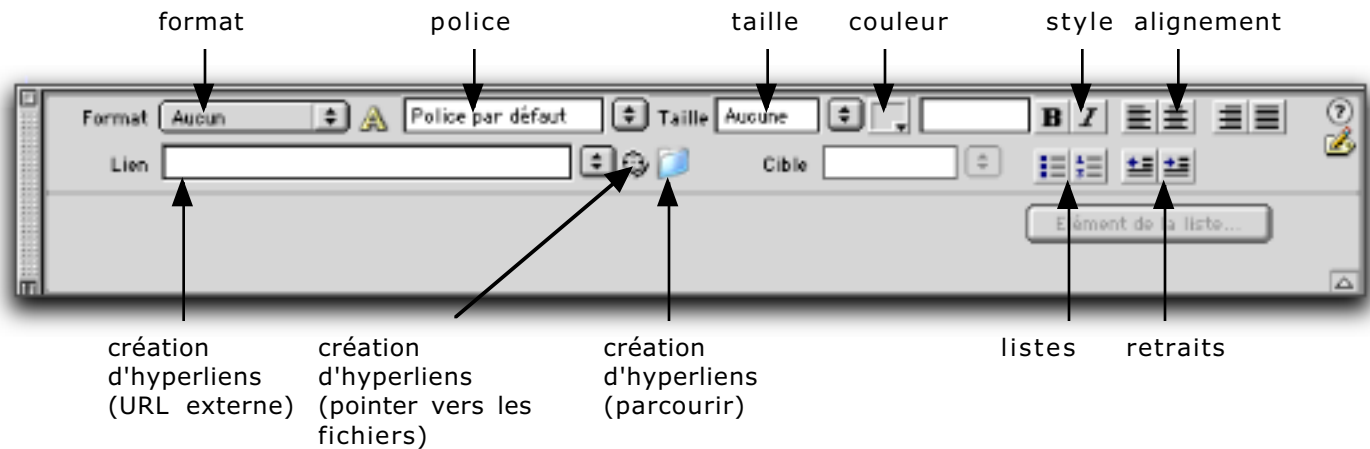 format police taille couleur style alignement
Format Aucun Police par défaut Taille Aucune B I
Lien Cible
Elément de la liste...
création d'hyperliens (URL externe)
création d'hyperliens (pointer vers les fichiers)
création d'hyperliens (parcourir)
listes retraits